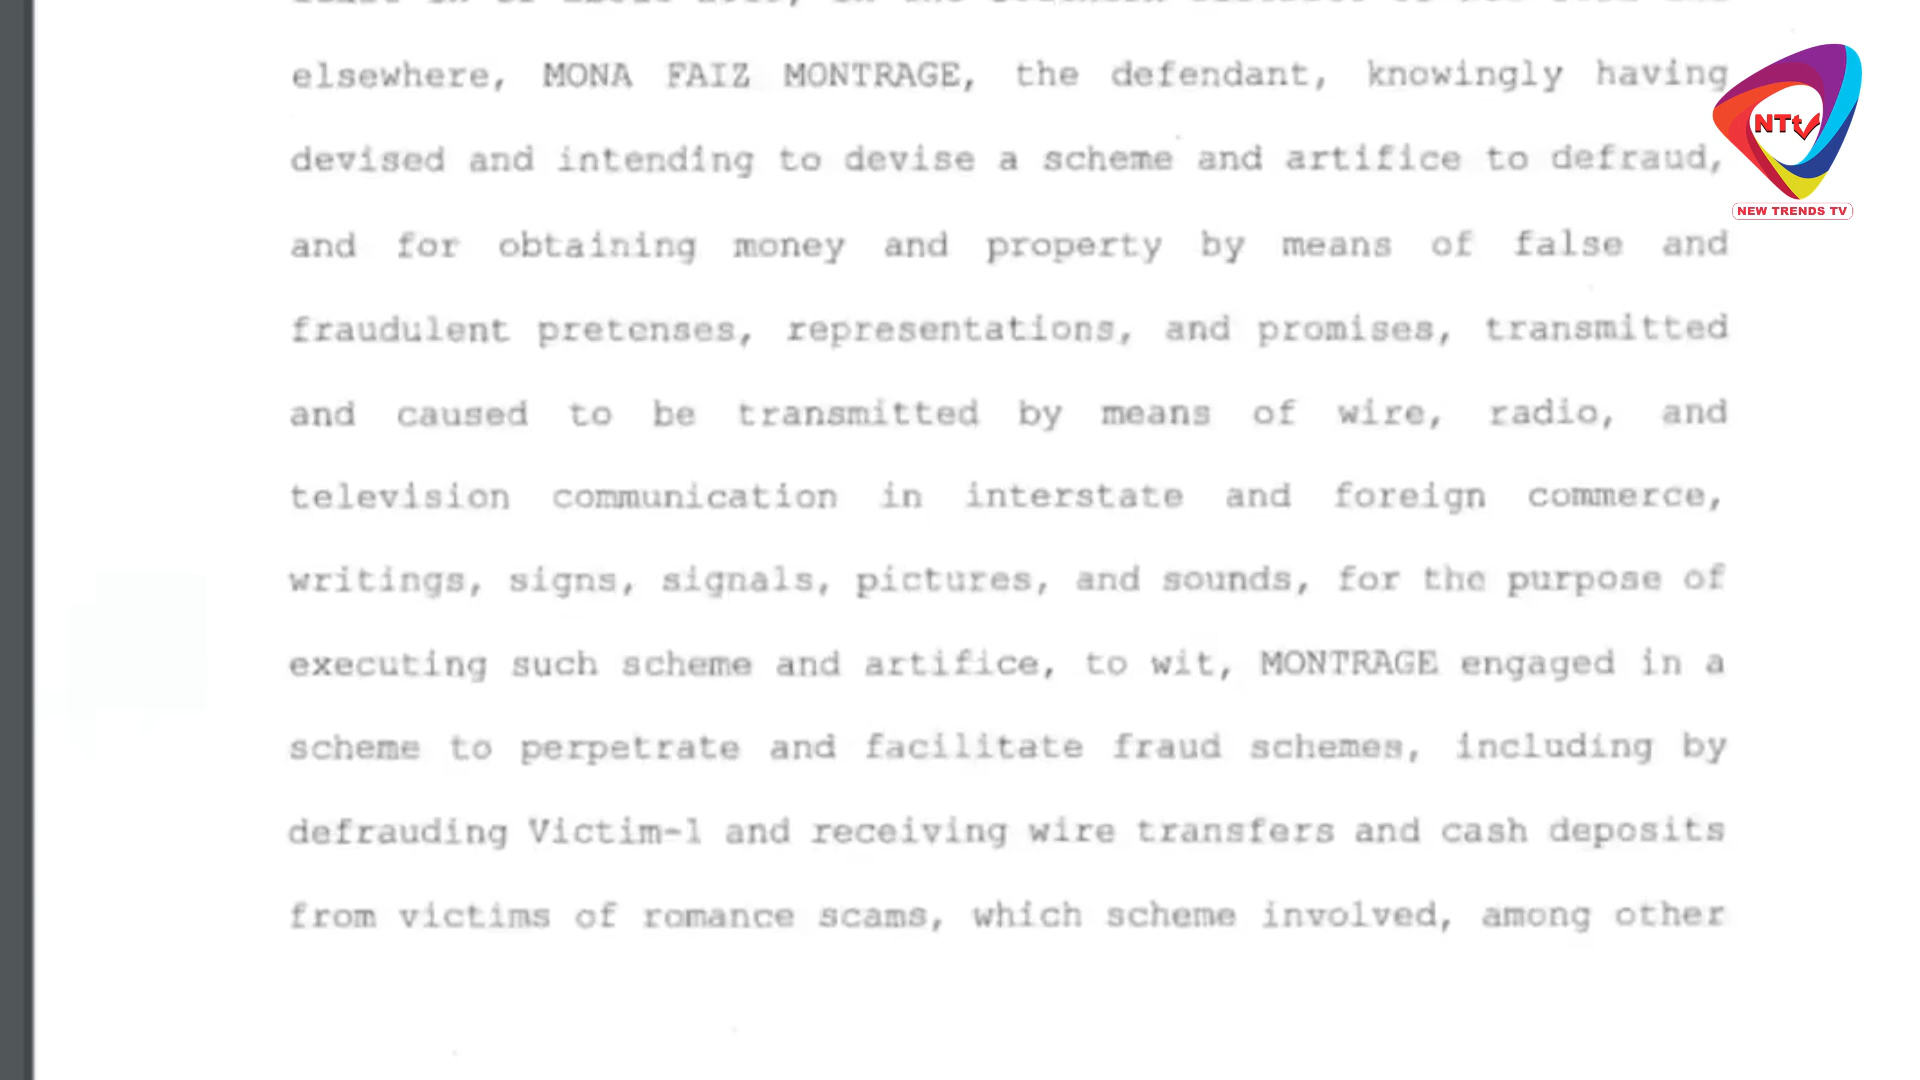 elsewhere, MONA FAIZ MONTRAGE, the defendant, knowingly having
devised and intending to devise a scheme and artifice to defraud,
and for obtaining money and property by means of false and
fraudulent pretenses, representations, and promises, transmitted
and caused to be transmitted by means of wire, radio, and
television communication in interstate and foreign commerce,
writings, signs, signals, pictures, and sounds, for the purpose of
executing such scheme and artifice, to wit, MONTRAGE engaged in a
scheme to perpetrate and facilitate fraud schemes, including by
defrauding Victim-1 and receiving wire transfers and cash deposits
from victims of romance scams, which scheme involved, among other
NTtv
NEW TRENDS TV